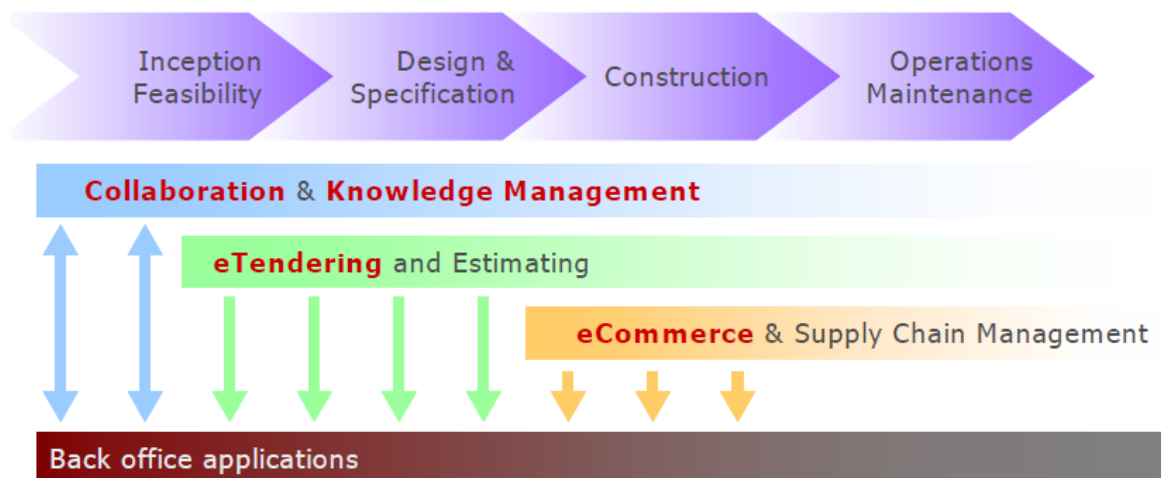 Inception
Feasibility
Design &
Specification
Construction
Operations
Maintenance
Collaboration & Knowledge Management
eTendering and Estimating
eCommerce & Supply Chain Management
Back office applications